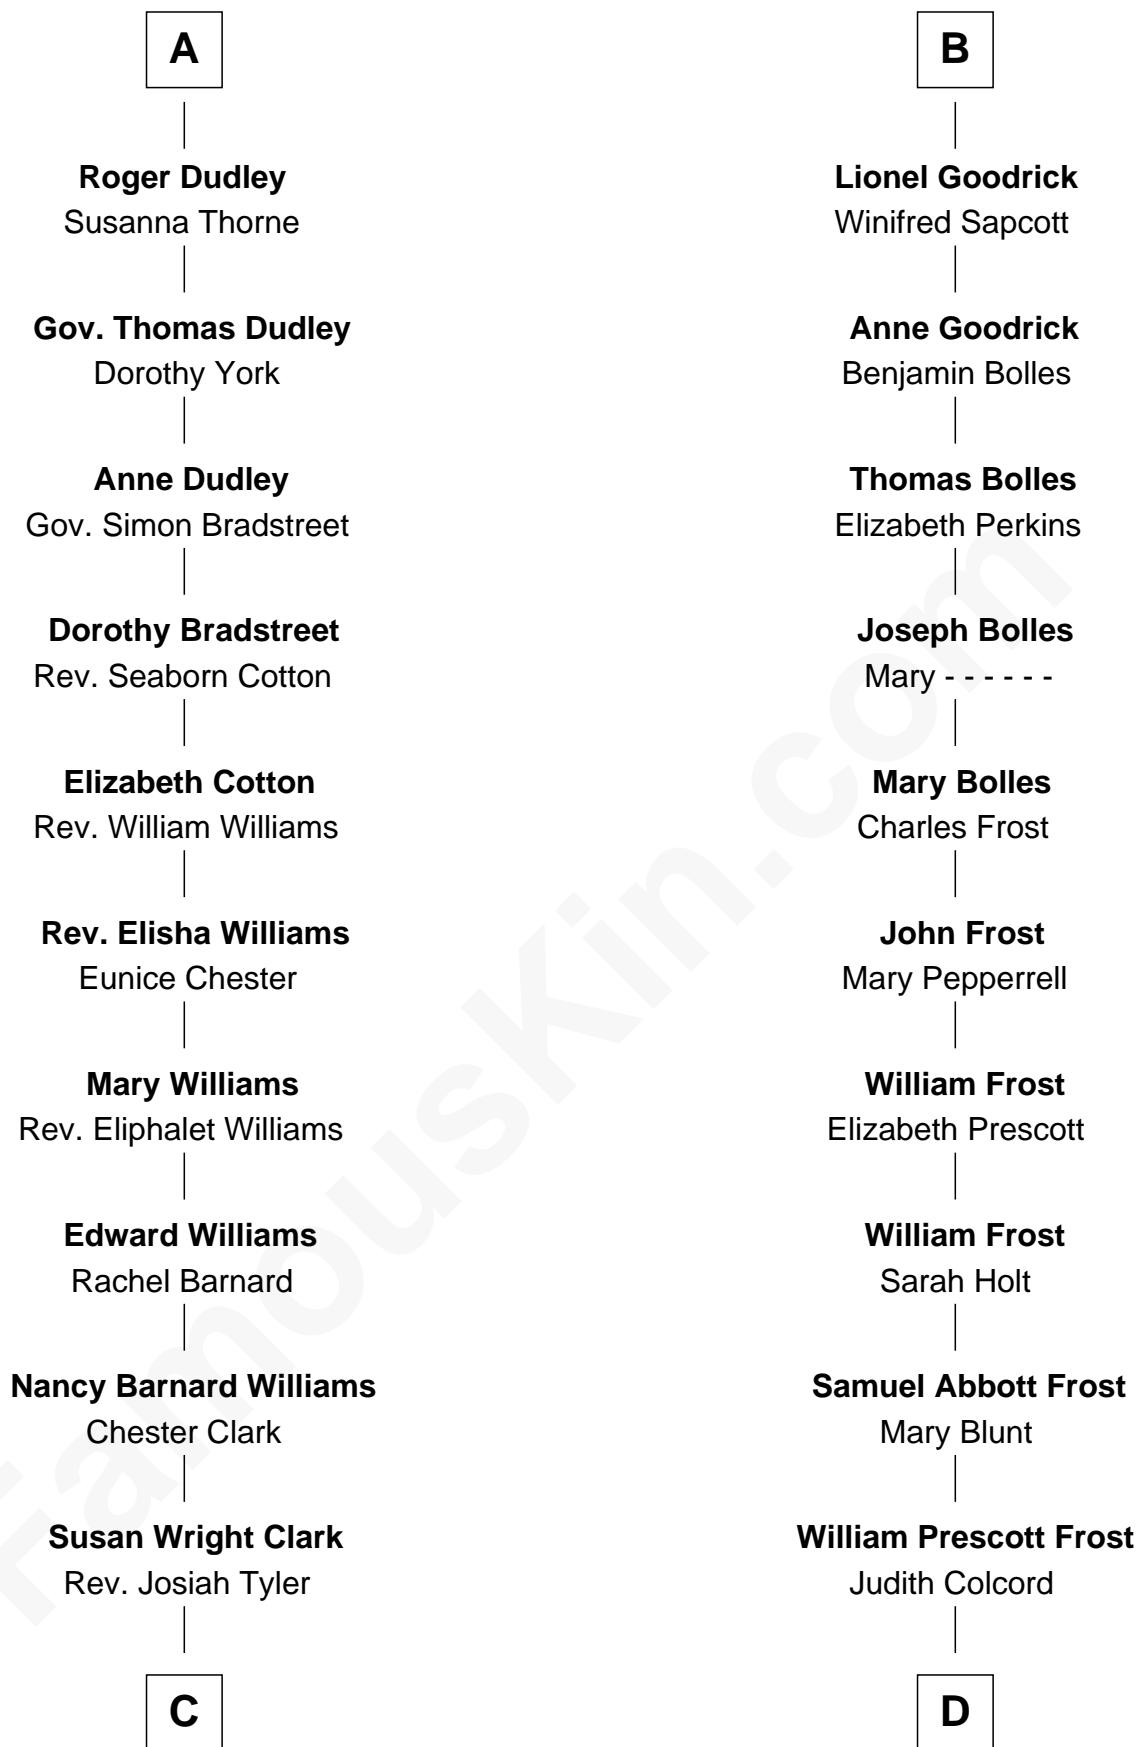 A
Roger Dudley
Susanna Thorne
Gov. Thomas Dudley
Dorothy York
Anne Dudley
Gov. Simon Bradstreet
Dorothy Bradstreet
Rev. Seaborn Cotton
Elizabeth Cotton
Rev. William Williams
Rev. Elisha Williams
Eunice Chester
Mary Williams
Rev. Eliphalet Williams
Edward Williams
Rachel Barnard
Nancy Barnard Williams
Chester Clark
Susan Wright Clark
Rev. Josiah Tyler
C
B
Lionel Goodrick
Winifred Sapcott
Anne Goodrick
Benjamin Bolles
Thomas Bolles
Elizabeth Perkins
Joseph Bolles
Mary - - - - - -
Mary Bolles
Charles Frost
John Frost
Mary Pepperrell
William Frost
Elizabeth Prescott
William Frost
Sarah Holt
Samuel Abbott Frost
Mary Blunt
William Prescott Frost
Judith Colcord
D
FamousKin.com